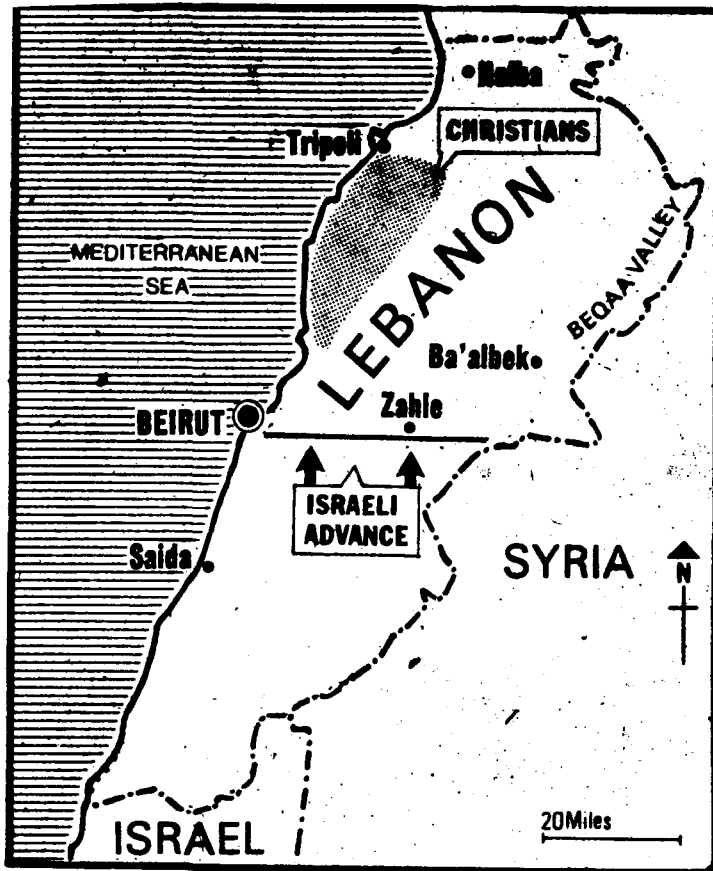 Halba
Tripoli
CHRISTIANS
LEBANON
MEDITERRANEAN
SEA
BEQAA VALLEY
Ba'albek
Zahle
BEIRUT
ISRAELI
ADVANCE
Saida
SYRIA
N
ISRAEL
20Miles